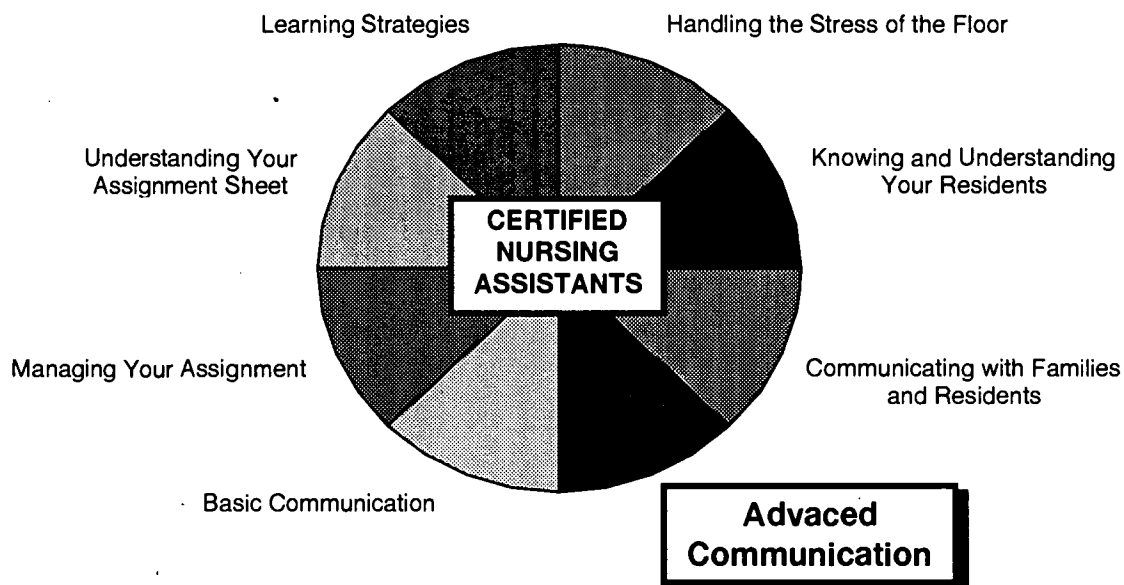 Learning Strategies
Handling the Stress of the Floor
Understanding Your
Assignment Sheet
Knowing and Understanding
Your Residents
CERTIFIED
NURSING
ASSISTANTS
Managing Your Assignment
Communicating with Families
and Residents
Basic Communication
Advaced
Communication